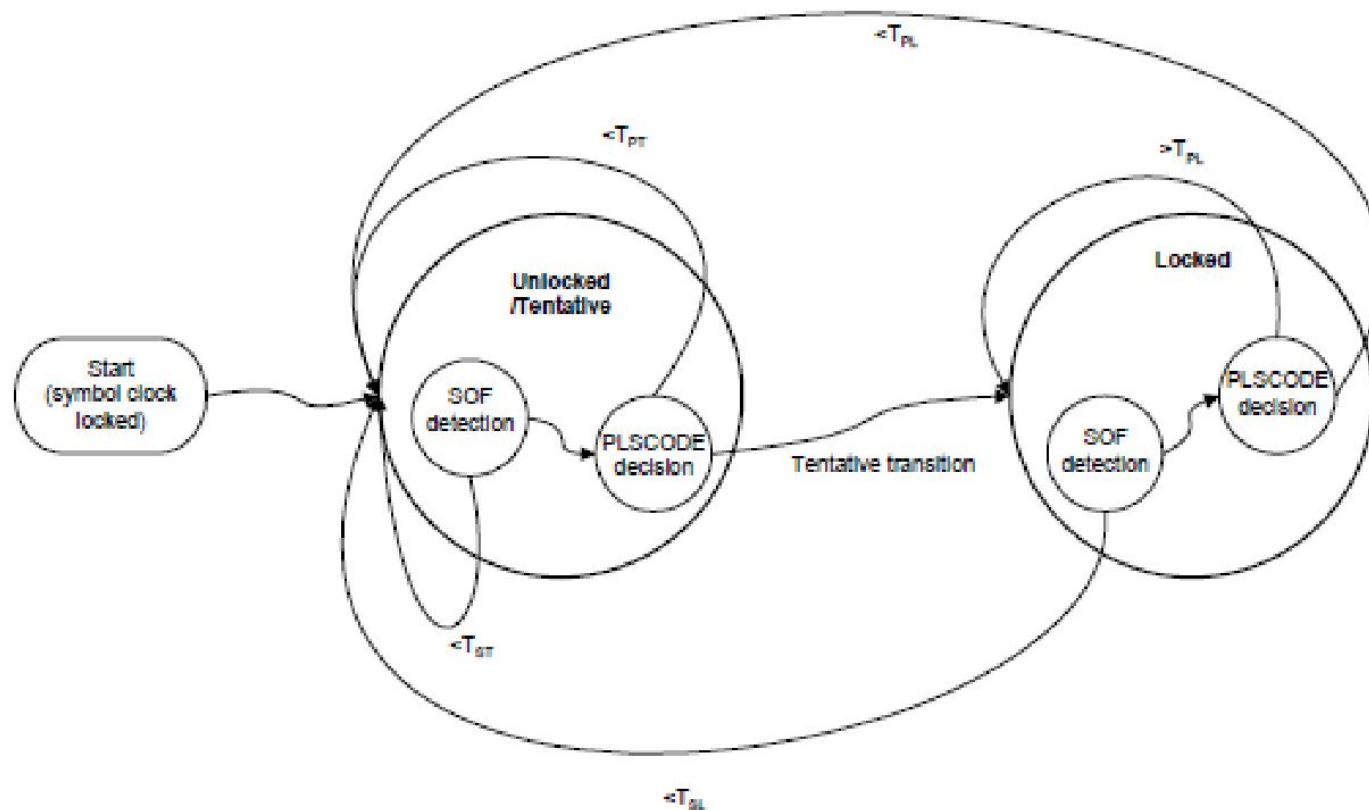 <T_PL
<T_PT
>T_PL
Unlocked
/Tentative
Locked
Start
(symbol clock
locked)
SOF
detection
PLSCODE
decision
Tentative transition
SOF
detection
PLSCODE
decision
<T_ST
<T_SL